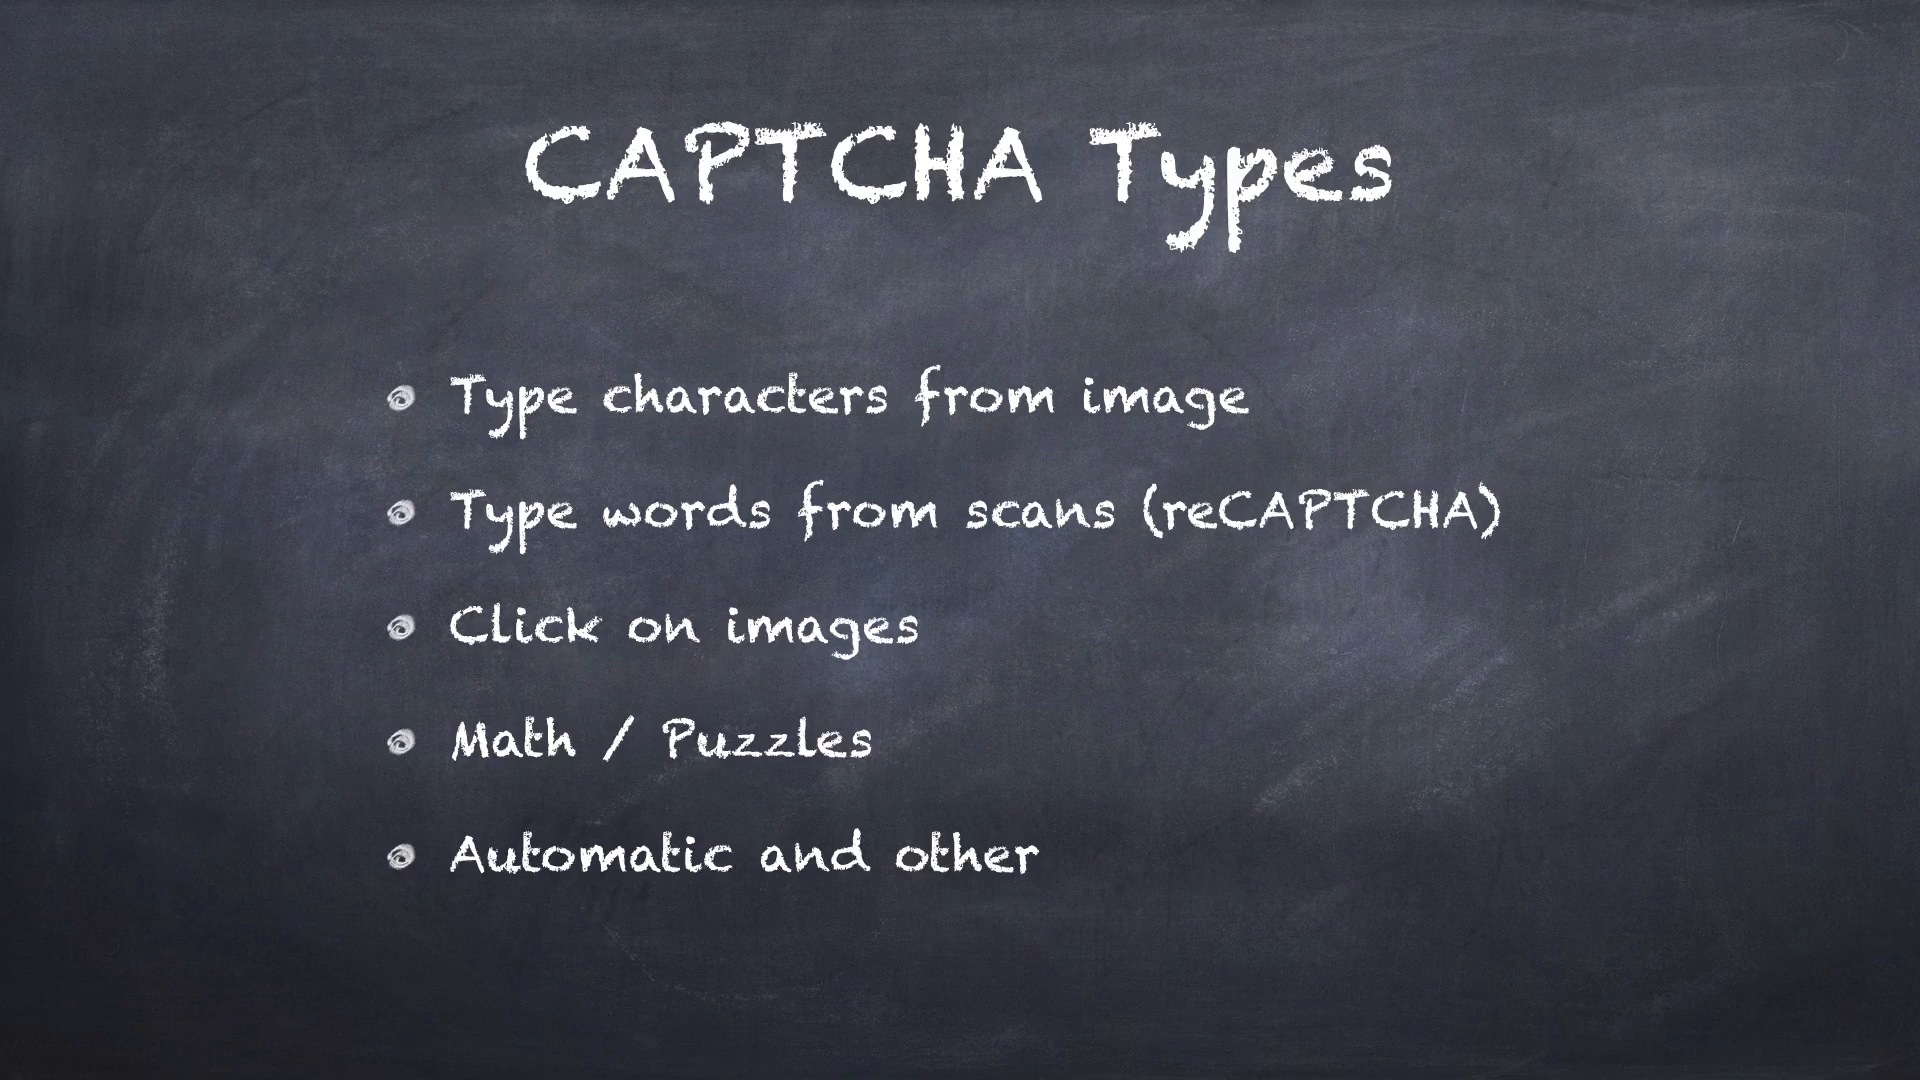 CAPTCHA Types
Type characters from image
Type words from scans (reCAPTCHA)
Click on images
Math / Puzzles
Automatic and other